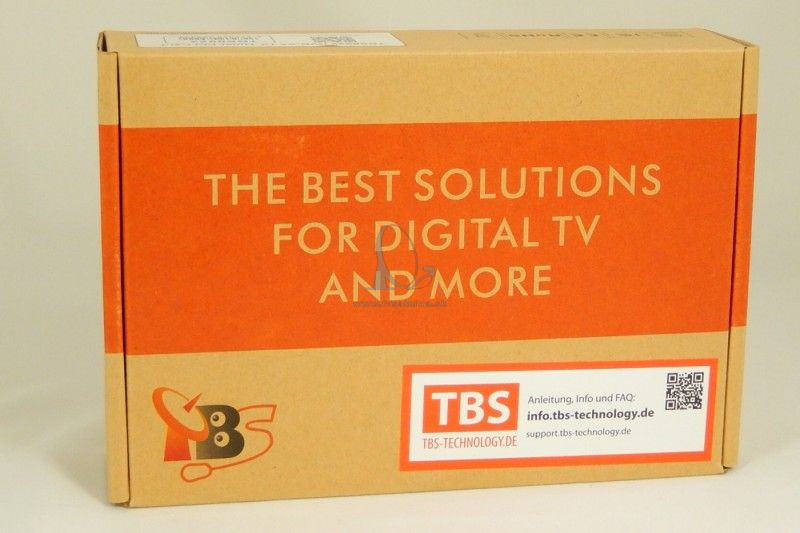 THE BEST SOLUTIONS
FOR DIGITAL TV
AND MORE
TBS
TBS
TBS-TECHNOLOGY.DE
Anleitung, Info und FAQ:
info.tbs-technology.de
support.tbs-technology.de